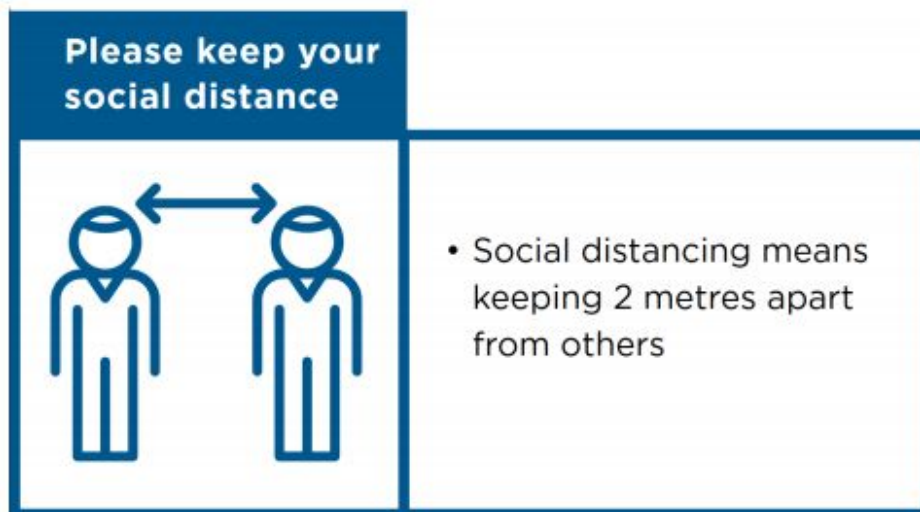 Please keep your
social distance
• Social distancing means
keeping 2 metres apart
from others